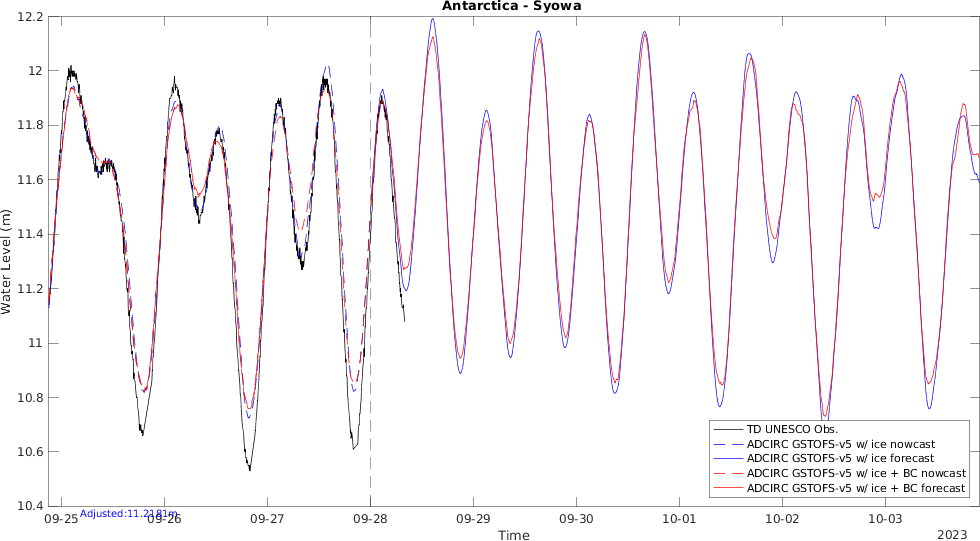 Antarctica - Syowa
12.2
12
11.8
11.6
11.4
11.2
11
10.8
10.6
10.4
Water Level (m)
TD UNESCO Obs.
ADCIRC GSTOFS-v5 w/ ice nowcast
ADCIRC GSTOFS-v5 w/ ice forecast
ADCIRC GSTOFS-v5 w/ ice + BC nowcast
ADCIRC GSTOFS-v5 w/ ice + BC forecast
09-25 09-26 09-27 09-28 09-29 09-30 10-01 10-02 10-03
Adjusted:11.2181m
Time
2023